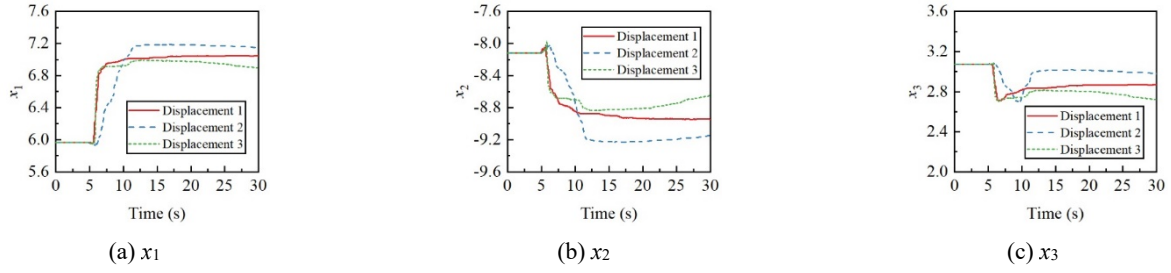 7.6
7.2
6.8
6.4
6.0
5.6
x1
0 5 10 15 20 25 30
Time (s)
Displacement 1
Displacement 2
Displacement 3
(a) x1
-7.6
-8.0
-8.4
-8.8
-9.2
-9.6
x2
0 5 10 15 20 25 30
Time (s)
Displacement 1
Displacement 2
Displacement 3
(b) x2
3.6
3.2
2.8
2.4
2.0
x3
0 5 10 15 20 25 30
Time (s)
Displacement 1
Displacement 2
Displacement 3
(c) x3